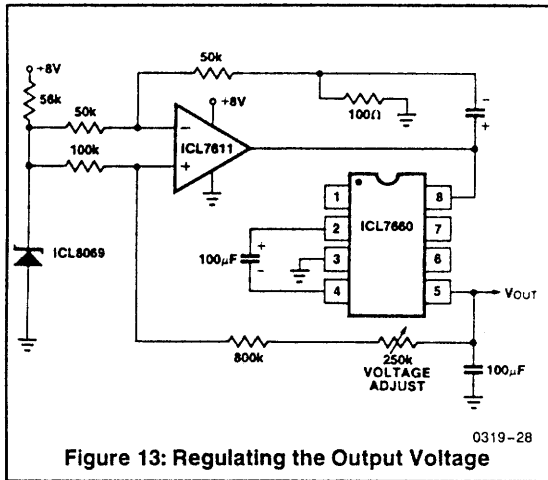 +8V
56k
50k
50k
100k
+8V
100Ω
−
+
−
+
ICL7611
ICL8069
ICL7660
1
2
3
4
8
7
6
5
100µF
+
−
VOUT
800k
250k
VOLTAGE
ADJUST
100µF
0319-28
Figure 13: Regulating the Output Voltage